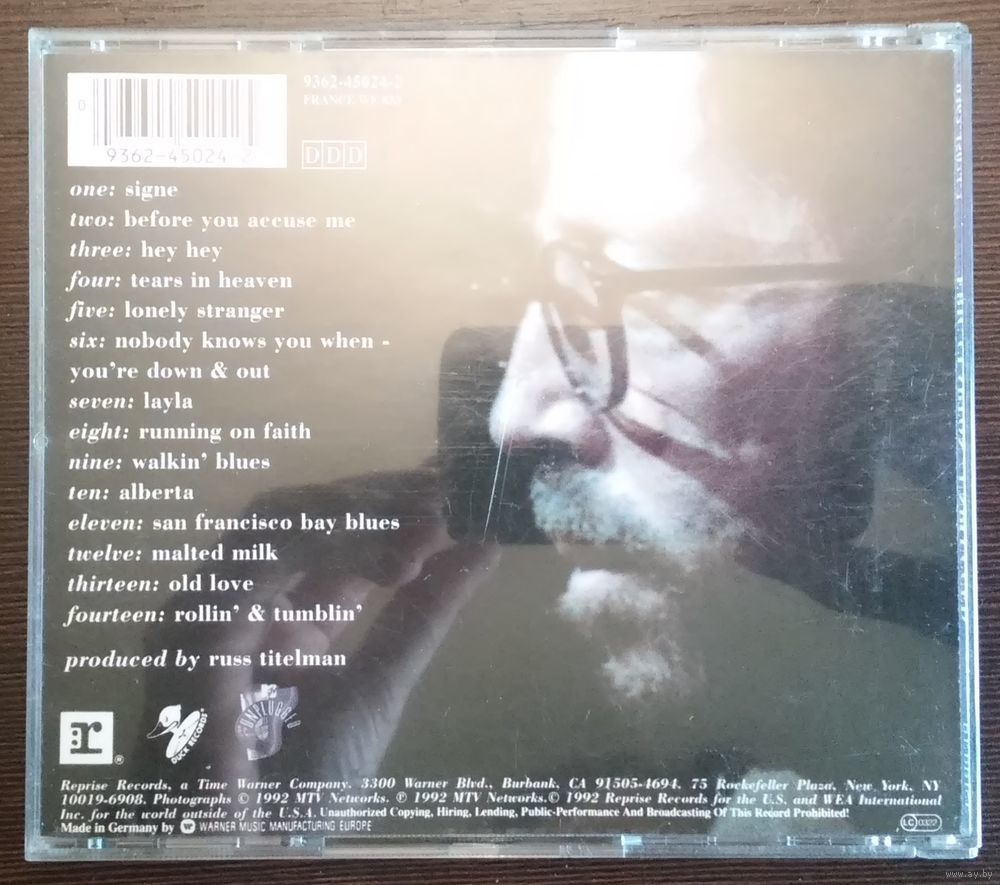 9362-45024-2
FRANCE WE 833
0
9362-45024 2
DDD
one: signe
two: before you accuse me
three: hey hey
four: tears in heaven
five: lonely stranger
six: nobody knows you when -
you're down & out
seven: layla
eight: running on faith
nine: walkin' blues
ten: alberta
eleven: san francisco bay blues
twelve: malted milk
thirteen: old love
fourteen: rollin' & tumblin'
produced by russ titelman
r ®
DUCK RECORDS
UNPLUGGED
Reprise Records, a Time Warner Company. 3300 Warner Blvd., Burbank, CA 91505-4694. 75 Rockefeller Plaza, New York, NY
10019-6908. Photographs © 1992 MTV Networks. ℗ 1992 MTV Networks.© 1992 Reprise Records for the U.S. and WEA International
Inc. for the world outside of the U.S.A. Unauthorized Copying, Hiring, Lending, Public-Performance And Broadcasting Of This Record Prohibited!
Made in Germany by WARNER MUSIC MANUFACTURING EUROPE
LC 0322
www.ay.by